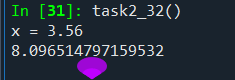 In [31]: task2_32()
x = 3.56
8.096514797159532